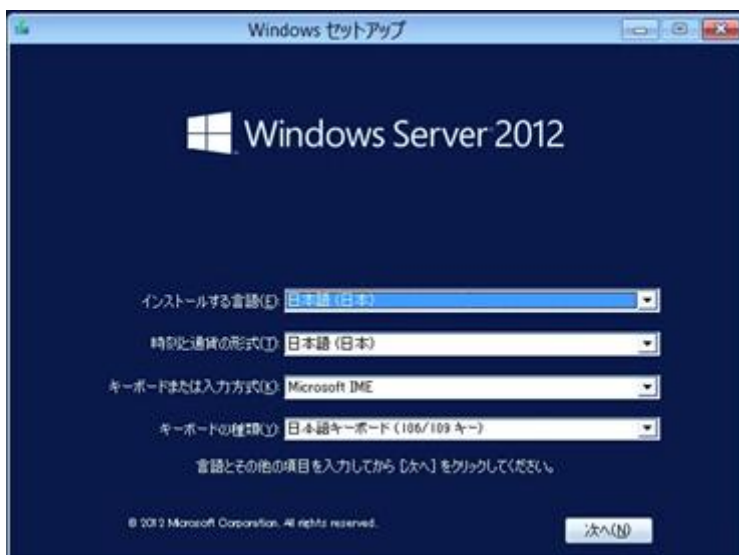 Windows セットアップ
Windows Server 2012
インストールする言語(E): 日本語 (日本)
時刻と通貨の形式(T): 日本語 (日本)
キーボードまたは入力方式(K): Microsoft IME
キーボードの種類(Y): 日本語キーボード (106/109 キー)
言語とその他の項目を入力してから [次へ] をクリックしてください。
© 2012 Microsoft Corporation. All rights reserved.
次へ(N)